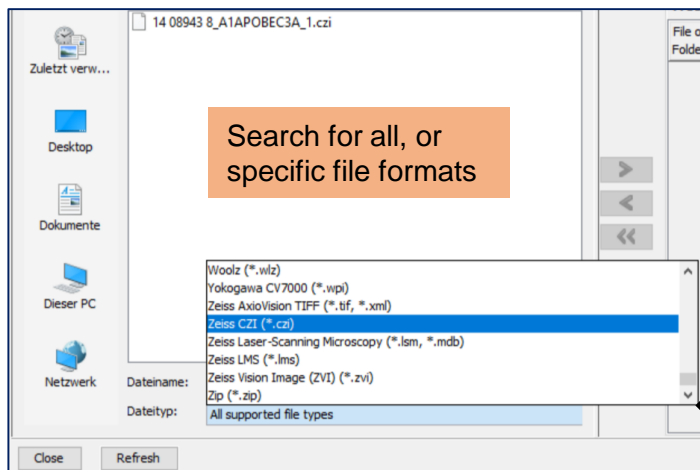 14 08943 8_A1APOBEC3A_1.czi
File o
Folde
Zuletzt verw...
Desktop
Dokumente
Dieser PC
Netzwerk
Search for all, or
specific file formats
>
<
<<
Woolz (*.wlz)
Yokogawa CV7000 (*.wpi)
Zeiss AxioVision TIFF (*.tif, *.xml)
Zeiss CZI (*.czi)
Zeiss Laser-Scanning Microscopy (*.lsm, *.mdb)
Zeiss LMS (*.lms)
Zeiss Vision Image (ZVI) (*.zvi)
Zip (*.zip)
Dateiname:
Dateityp:
All supported file types
Close
Refresh